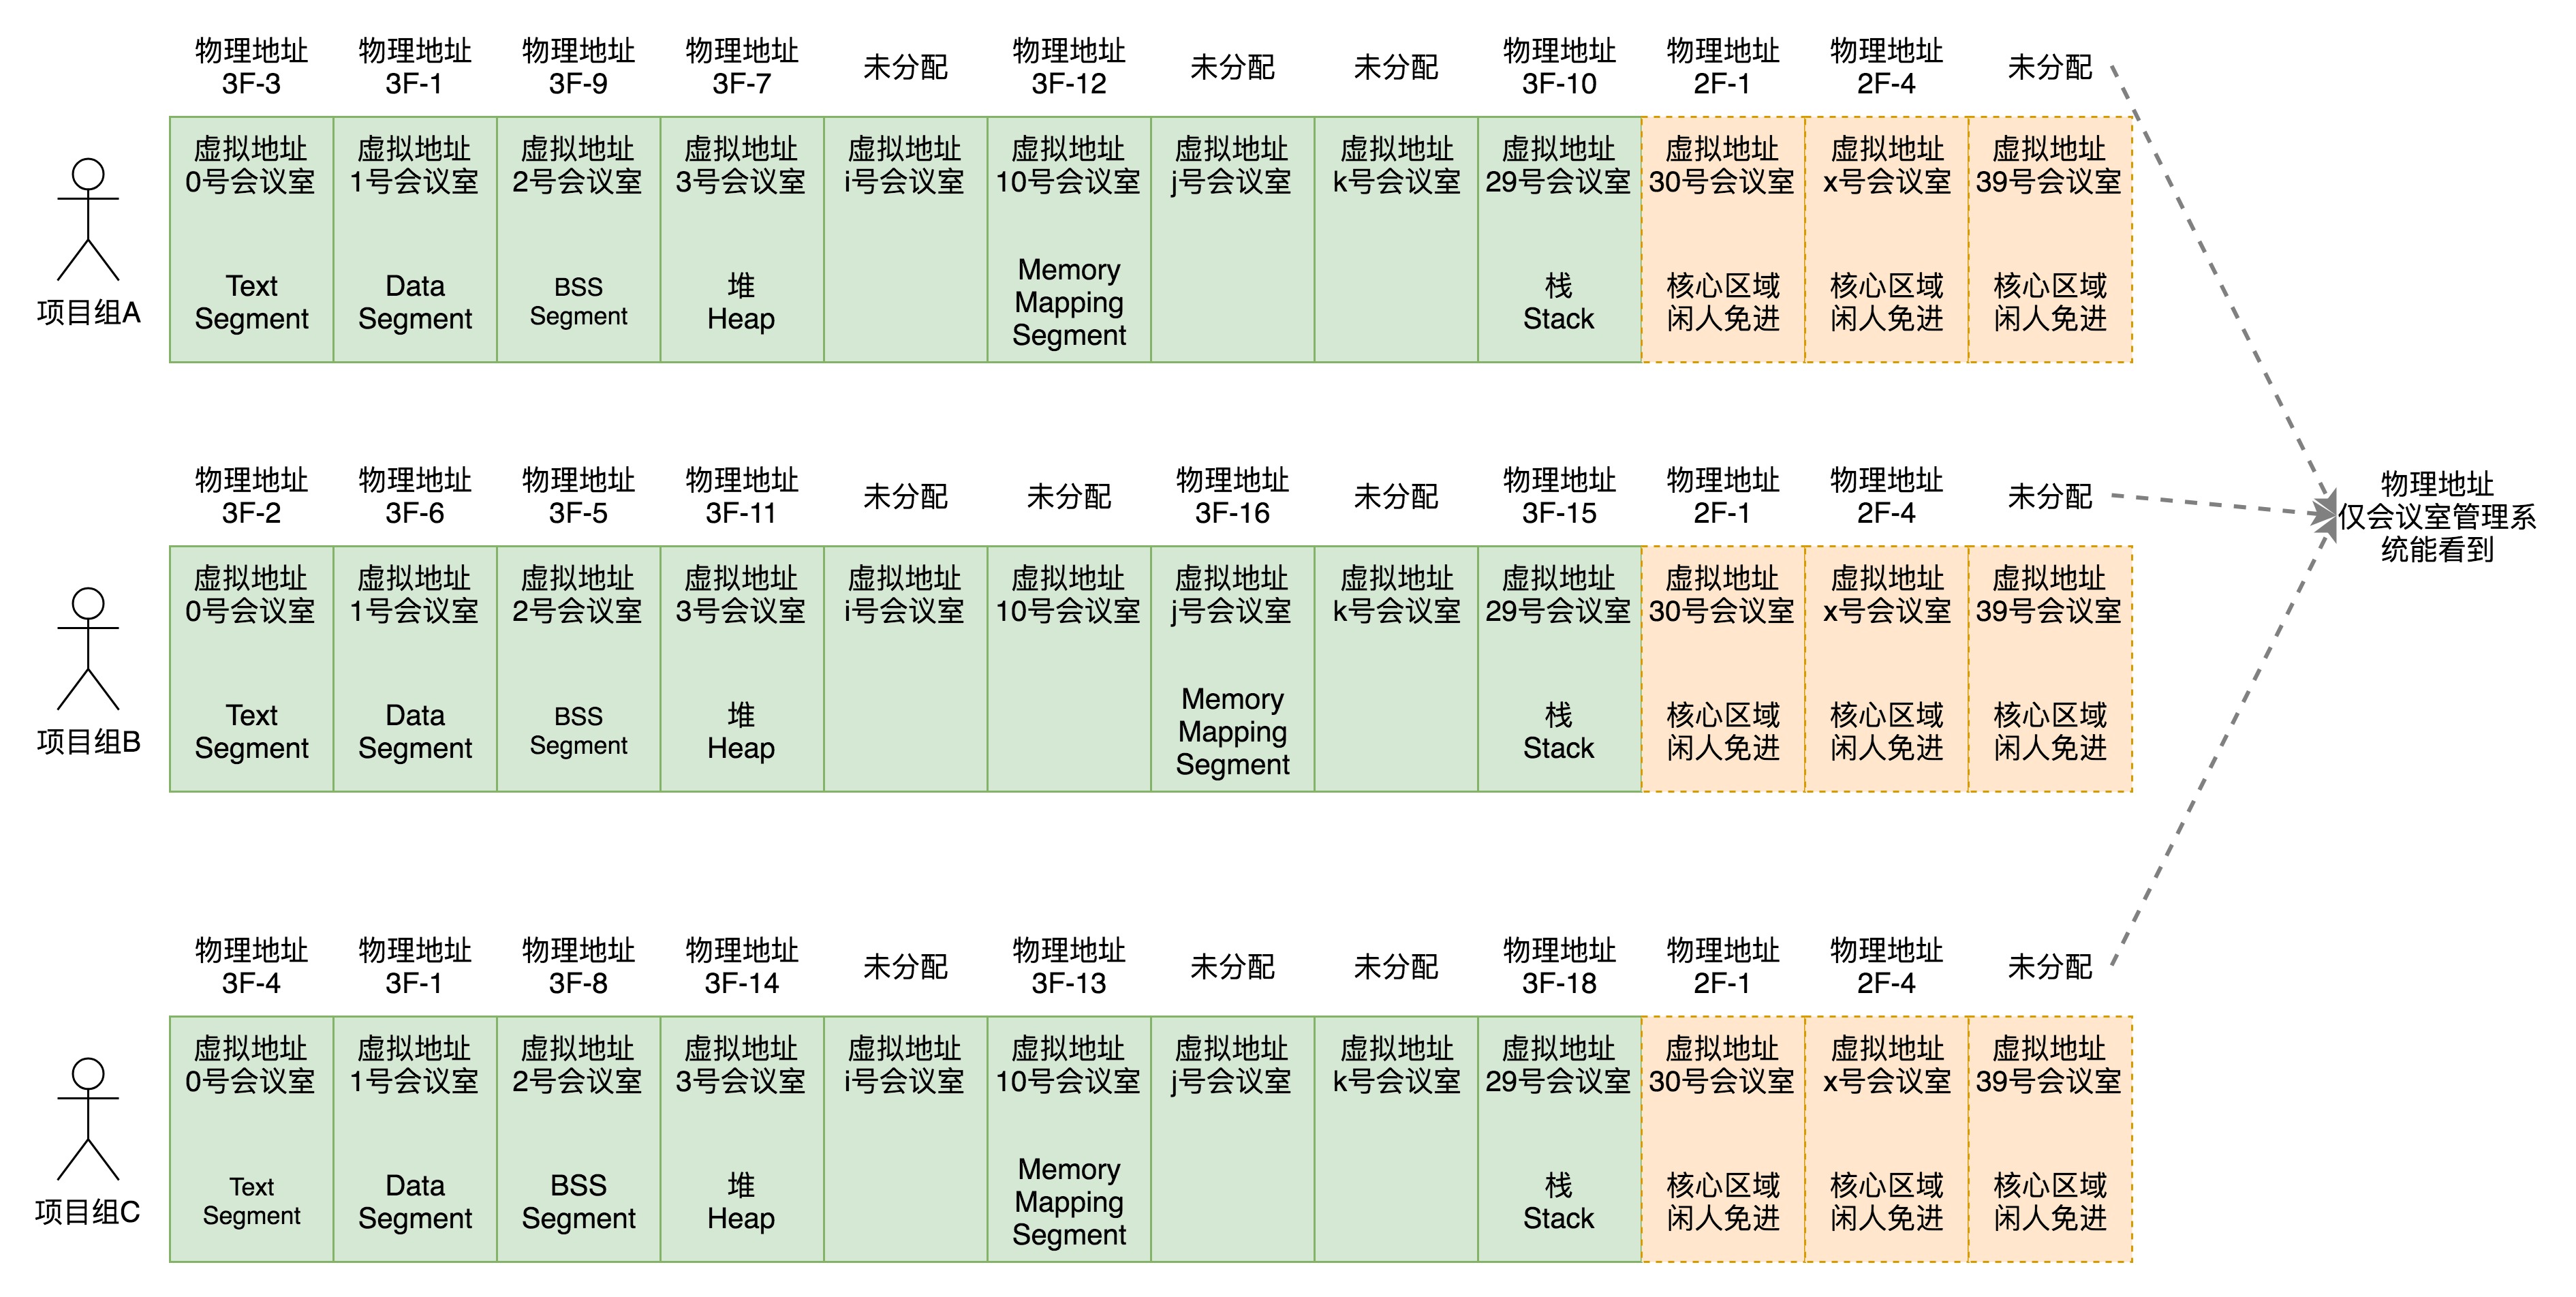 物理地址 物理地址 物理地址 物理地址 未分配 物理地址 未分配 未分配 物理地址 物理地址 物理地址 未分配
3F-3 3F-1 3F-9 3F-7 3F-12 3F-10 2F-1 2F-4
虚拟地址 虚拟地址 虚拟地址 虚拟地址 虚拟地址 虚拟地址 虚拟地址 虚拟地址 虚拟地址 虚拟地址 虚拟地址 虚拟地址
0号会议室 1号会议室 2号会议室 3号会议室 i号会议室 10号会议室 j号会议室 k号会议室 29号会议室 30号会议室 x号会议室 39号会议室
Text Data BSS 堆 Memory 栈 核心区域 核心区域 核心区域
Segment Segment Segment Heap Mapping Stack 闲人免进 闲人免进 闲人免进
Segment
项目组A
物理地址 物理地址 物理地址 物理地址 未分配 未分配 物理地址 未分配 物理地址 物理地址 物理地址 未分配
3F-2 3F-6 3F-5 3F-11 3F-16 3F-15 2F-1 2F-4
物理地址
仅会议室管理系
统能看到
虚拟地址 虚拟地址 虚拟地址 虚拟地址 虚拟地址 虚拟地址 虚拟地址 虚拟地址 虚拟地址 虚拟地址 虚拟地址 虚拟地址
0号会议室 1号会议室 2号会议室 3号会议室 i号会议室 10号会议室 j号会议室 k号会议室 29号会议室 30号会议室 x号会议室 39号会议室
Text Data BSS 堆 Memory 栈 核心区域 核心区域 核心区域
Segment Segment Segment Heap Mapping Stack 闲人免进 闲人免进 闲人免进
Segment
项目组B
物理地址 物理地址 物理地址 物理地址 未分配 物理地址 未分配 未分配 物理地址 物理地址 物理地址 未分配
3F-4 3F-1 3F-8 3F-14 3F-13 3F-18 2F-1 2F-4
虚拟地址 虚拟地址 虚拟地址 虚拟地址 虚拟地址 虚拟地址 虚拟地址 虚拟地址 虚拟地址 虚拟地址 虚拟地址 虚拟地址
0号会议室 1号会议室 2号会议室 3号会议室 i号会议室 10号会议室 j号会议室 k号会议室 29号会议室 30号会议室 x号会议室 39号会议室
Text Data BSS 堆 Memory 栈 核心区域 核心区域 核心区域
Segment Segment Segment Heap Mapping Stack 闲人免进 闲人免进 闲人免进
Segment
项目组C